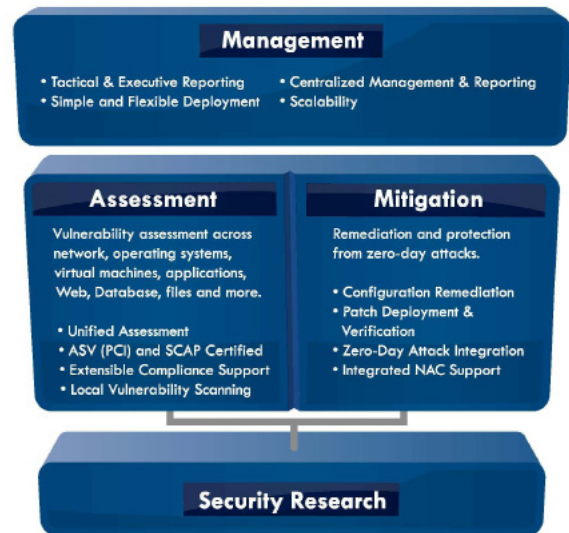 Management
• Tactical & Executive Reporting
• Simple and Flexible Deployment
• Centralized Management & Reporting
• Scalability
Assessment
Vulnerability assessment across
network, operating systems,
virtual machines, applications,
Web, Database, files and more.
• Unified Assessment
• ASV (PCI) and SCAP Certified
• Extensible Compliance Support
• Local Vulnerability Scanning
Mitigation
Remediation and protection
from zero-day attacks.
• Configuration Remediation
• Patch Deployment &
Verification
• Zero-Day Attack Integration
• Integrated NAC Support
Security Research